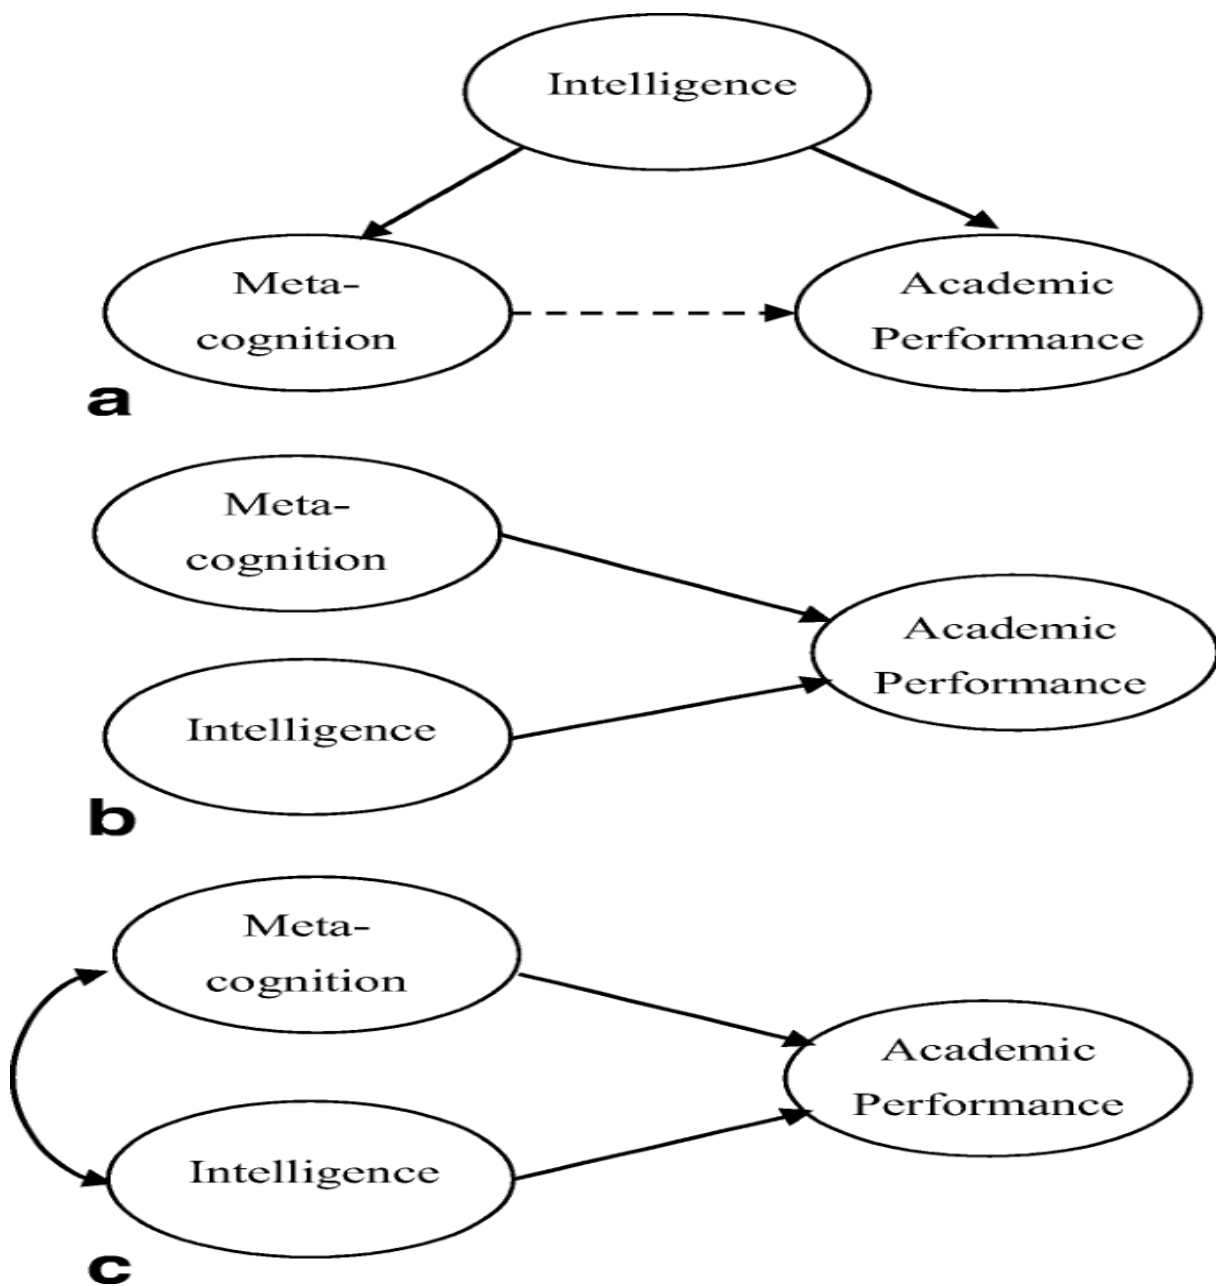 Intelligence
Meta-
cognition
Academic
Performance
a
Meta-
cognition
Academic
Performance
Intelligence
b
Meta-
cognition
Academic
Performance
Intelligence
c